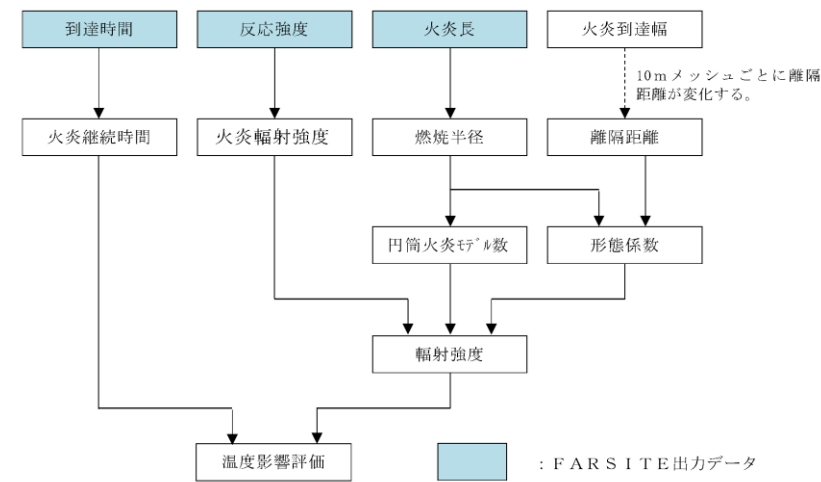 到達時間
反応強度
火炎長
火炎到達幅
10mメッシュごとに離隔
距離が変化する。
火炎継続時間
火炎輻射強度
燃焼半径
離隔距離
円筒火炎ﾓﾃﾞﾙ数
形態係数
輻射強度
温度影響評価
：ＦＡＲＳＩＴＥ出力データ